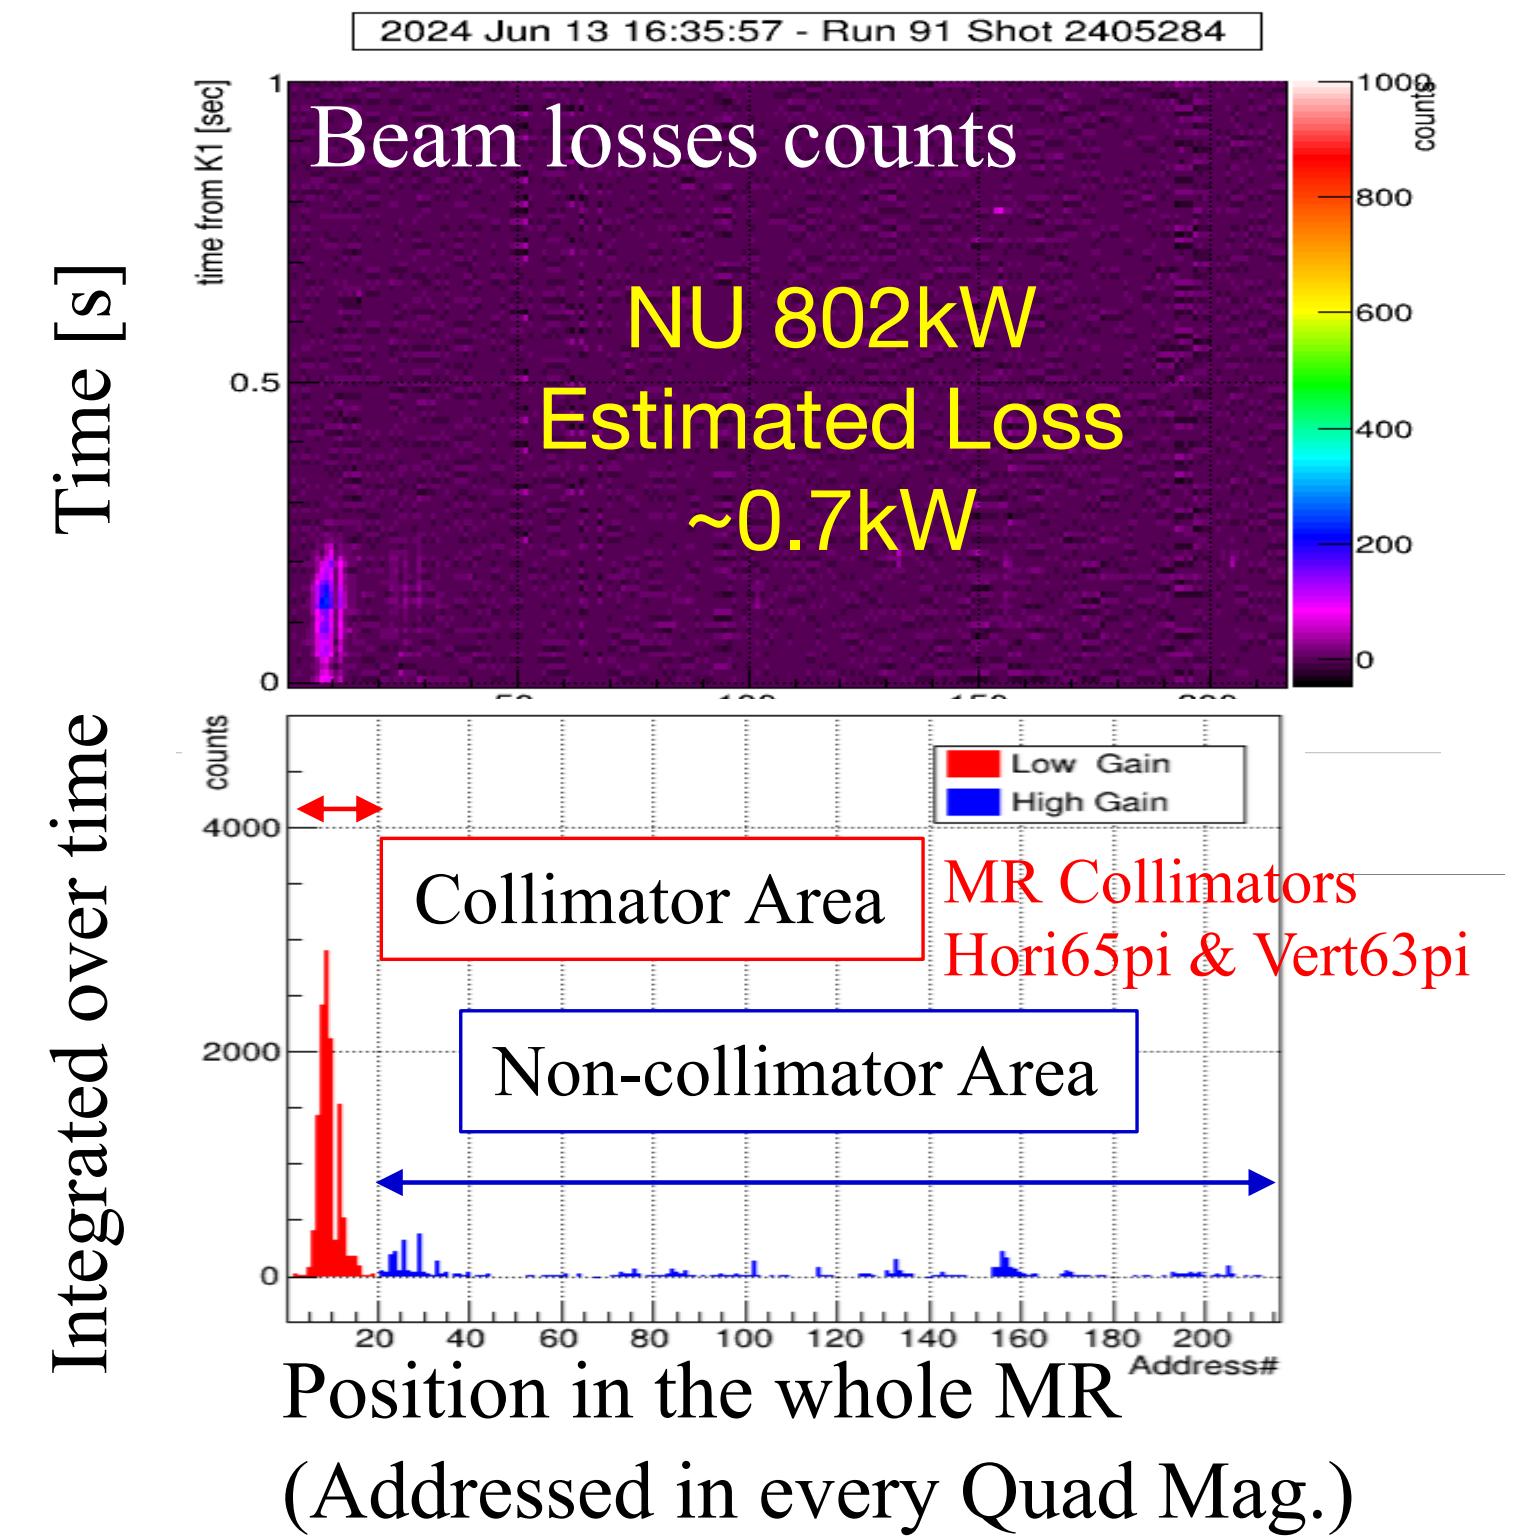 2024 Jun 13 16:35:57 - Run 91 Shot 2405284
time from K1 [sec]
Time [s]
1
0.5
0
Beam losses counts
NU 802kW
Estimated Loss
~0.7kW
1000
800
600
400
200
0
counts
50
100
150
200
Integrated over time
counts
4000
2000
0
Low Gain
High Gain
Collimator Area
MR Collimators
Hori65pi & Vert63pi
Non-collimator Area
20 40 60 80 100 120 140 160 180 200
Address#
Position in the whole MR
(Addressed in every Quad Mag.)